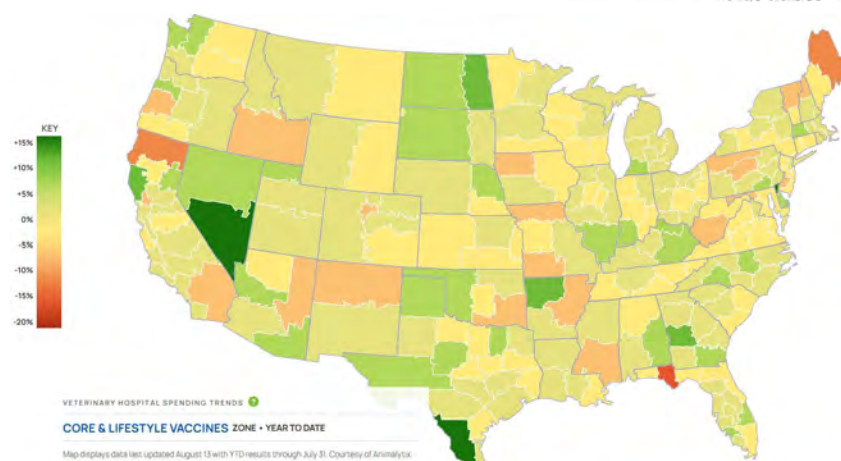 KEY
+15%
+10%
+5%
0%
-5%
-10%
-15%
-20%
VETERINARY HOSPITAL SPENDING TRENDS ?
CORE & LIFESTYLE VACCINES ZONE • YEAR TO DATE
Map displays data last updated August 13 with YTD results through July 31. Courtesy of Animalytix